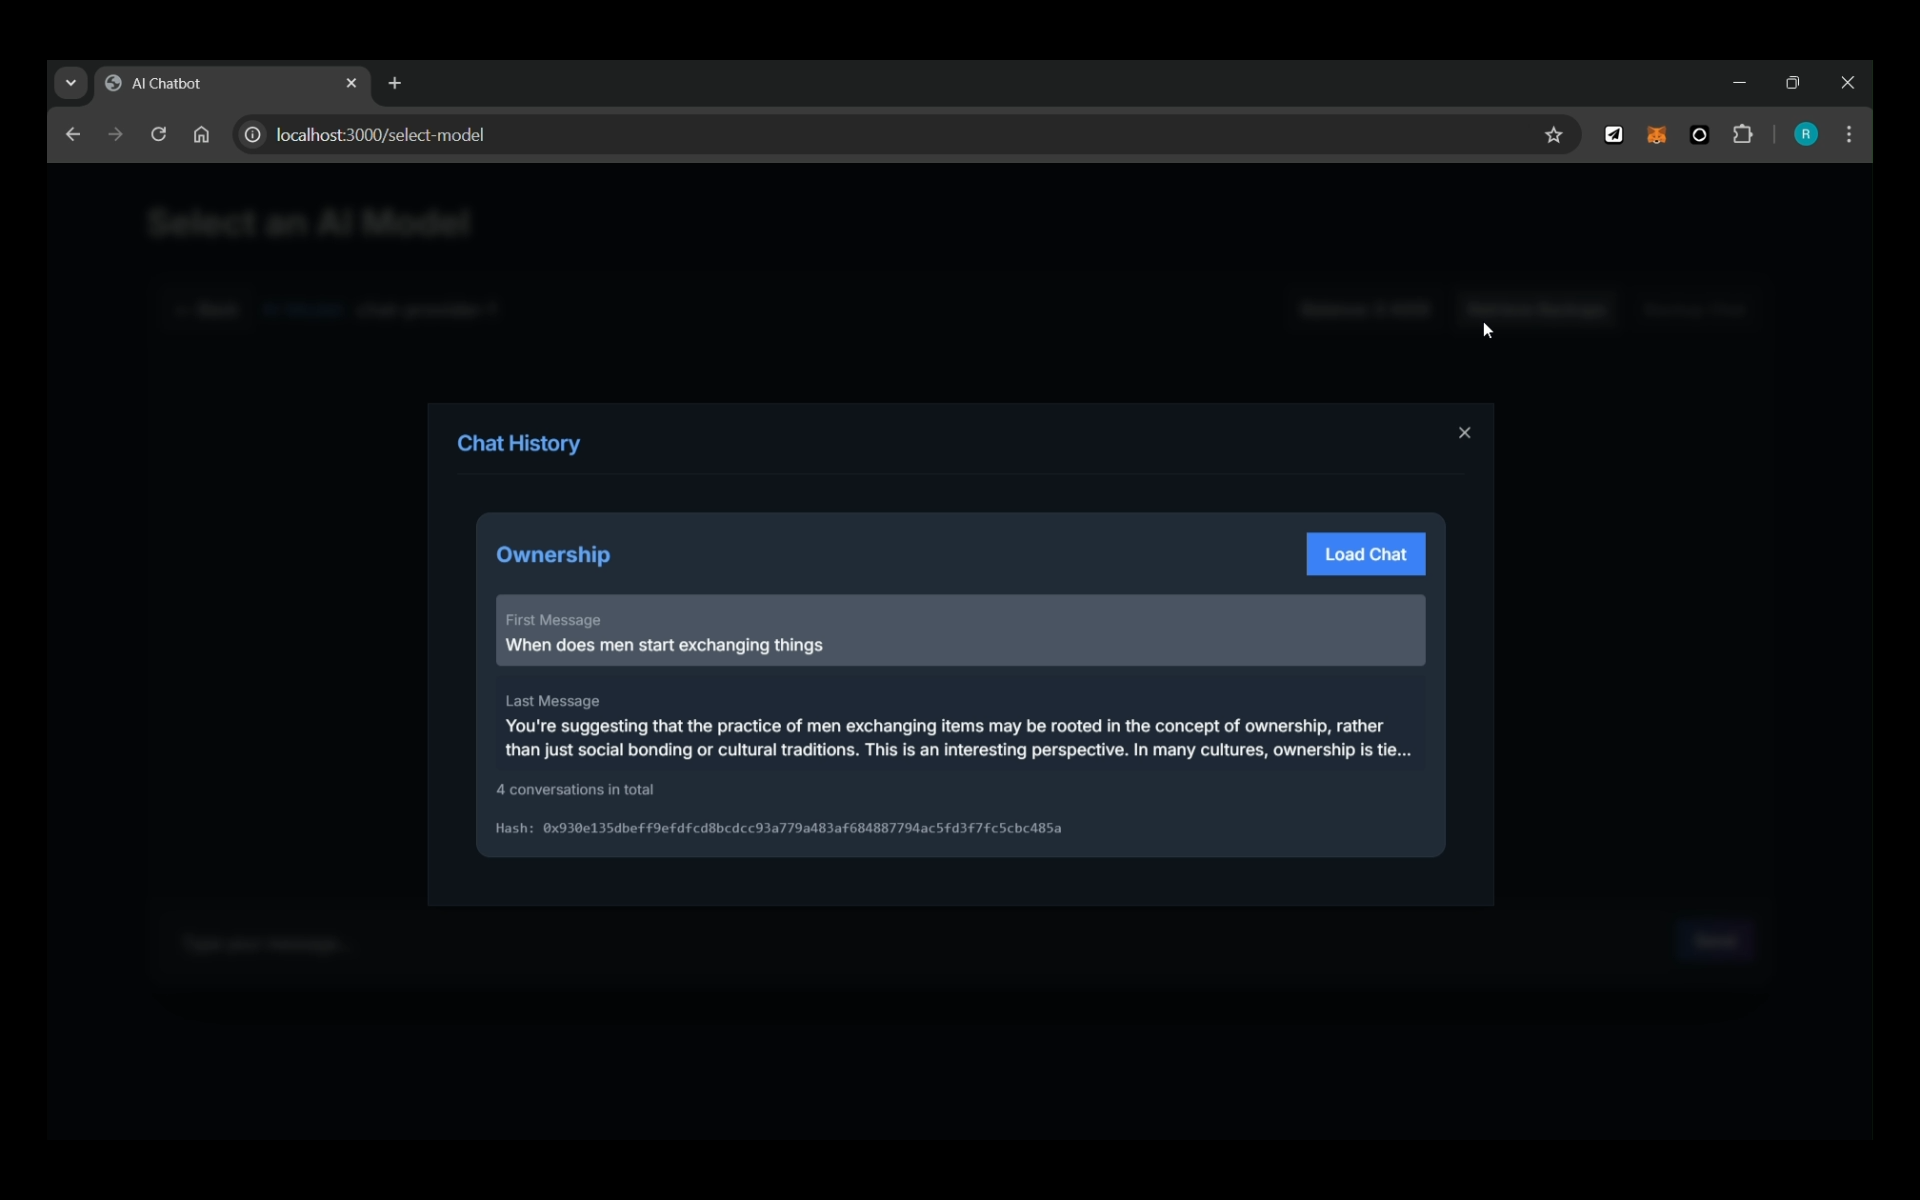 AI Chatbot
localhost:3000/select-model
R
Select an AI Model
Chat History
Ownership
Load Chat
First Message
When does men start exchanging things
Last Message
You're suggesting that the practice of men exchanging items may be rooted in the concept of ownership, rather
than just social bonding or cultural traditions. This is an interesting perspective. In many cultures, ownership is tie...
4 conversations in total
Hash: 0x930e135dbeff9efdfcd8bcdcc93a779a483af684887794ac5fd3f7fc5cbc485a
Type your message...